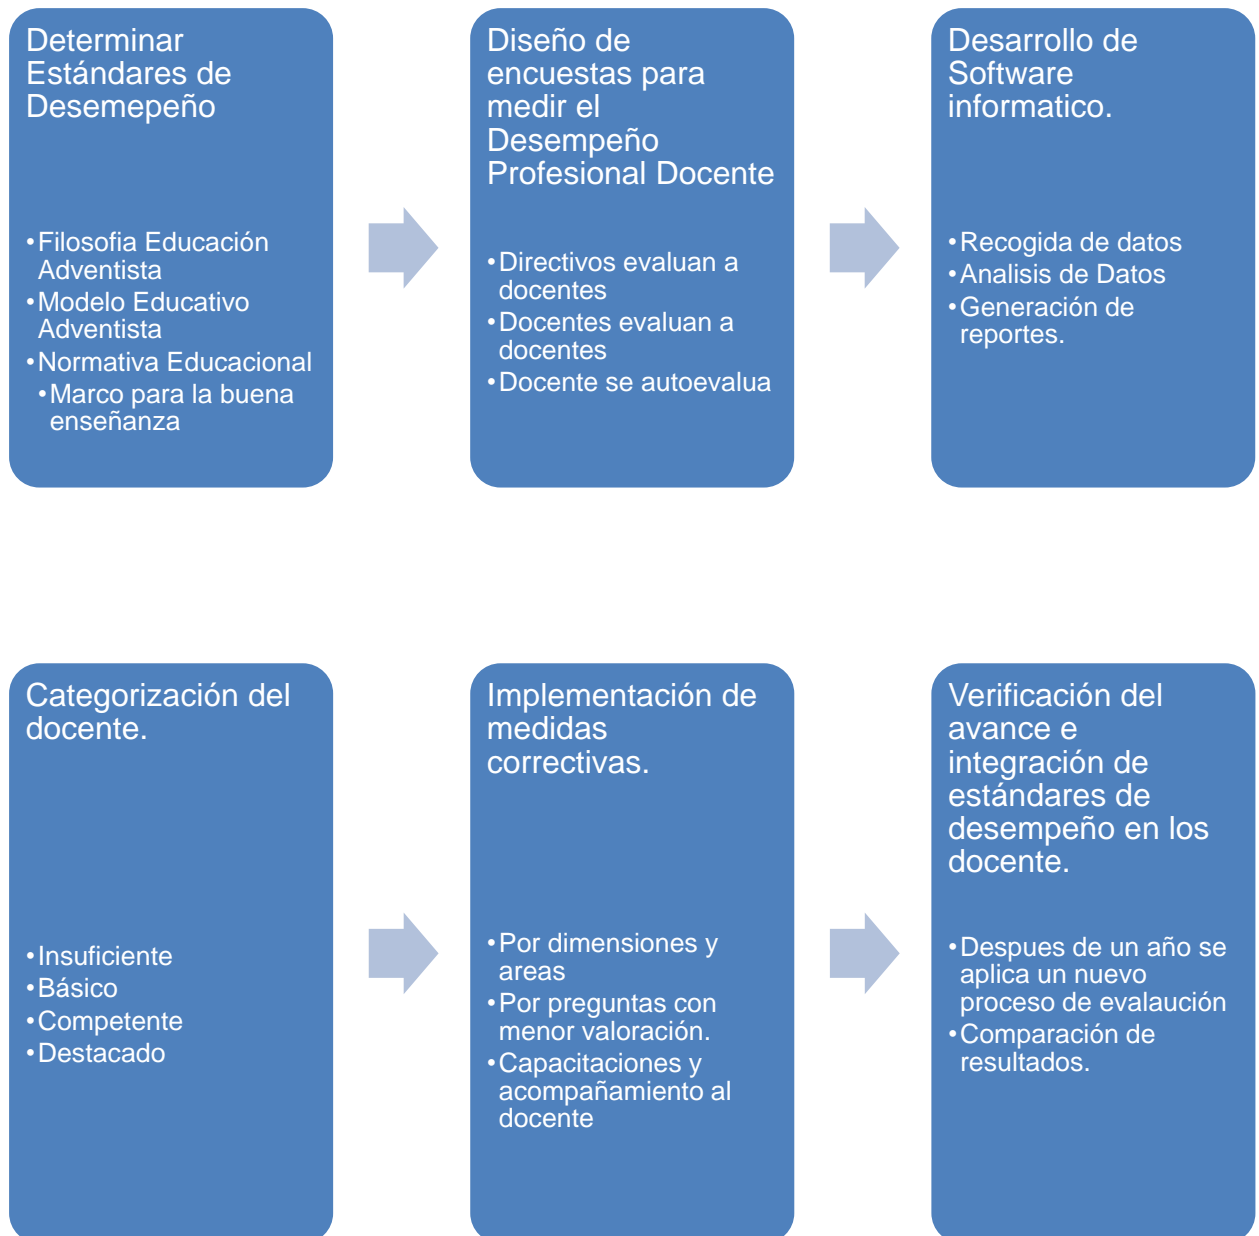 Determinar
Estándares de
Desemepeño
•Filosofia Educación
Adventista
•Modelo Educativo
Adventista
•Normativa Educacional
•Marco para la buena
enseñanza
Diseño de
encuestas para
medir el
Desempeño
Profesional Docente
•Directivos evaluan a
docentes
•Docentes evaluan a
docentes
•Docente se autoevalua
Desarrollo de
Software
informatico.
•Recogida de datos
•Analisis de Datos
•Generación de
reportes.
Categorización del
docente.
•Insuficiente
•Básico
•Competente
•Destacado
Implementación de
medidas
correctivas.
•Por dimensiones y
areas
•Por preguntas con
menor valoración.
•Capacitaciones y
acompañamiento al
docente
Verificación del
avance e
integración de
estándares de
desempeño en los
docente.
•Despues de un año se
aplica un nuevo
proceso de evalaución
•Comparación de
resultados.